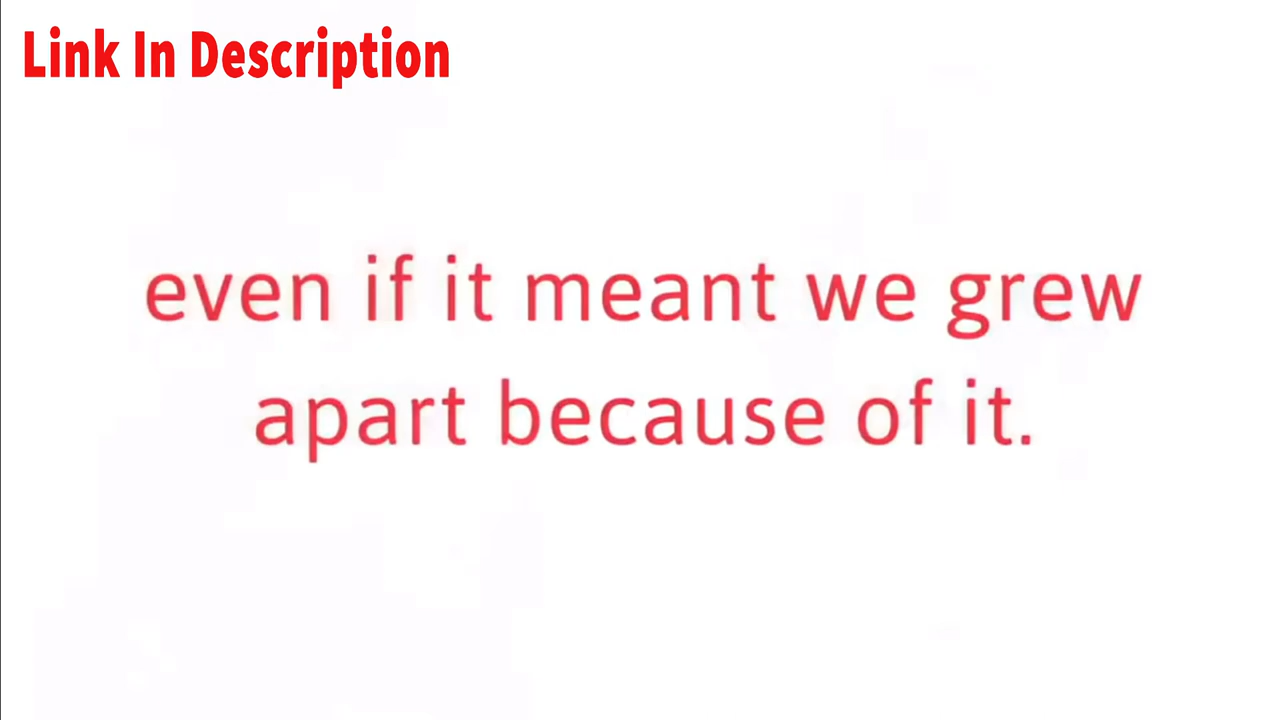 Link In Description
even if it meant we grew
apart because of it.